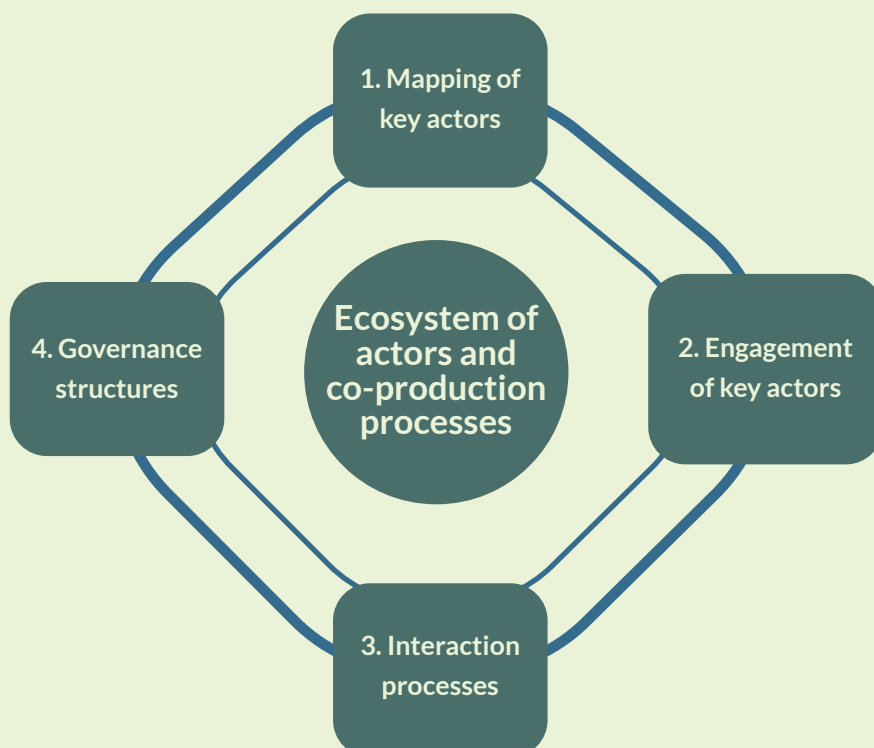 1. Mapping of
key actors
Ecosystem of
actors and
co-production
processes
4. Governance
structures
2. Engagement
of key actors
3. Interaction
processes